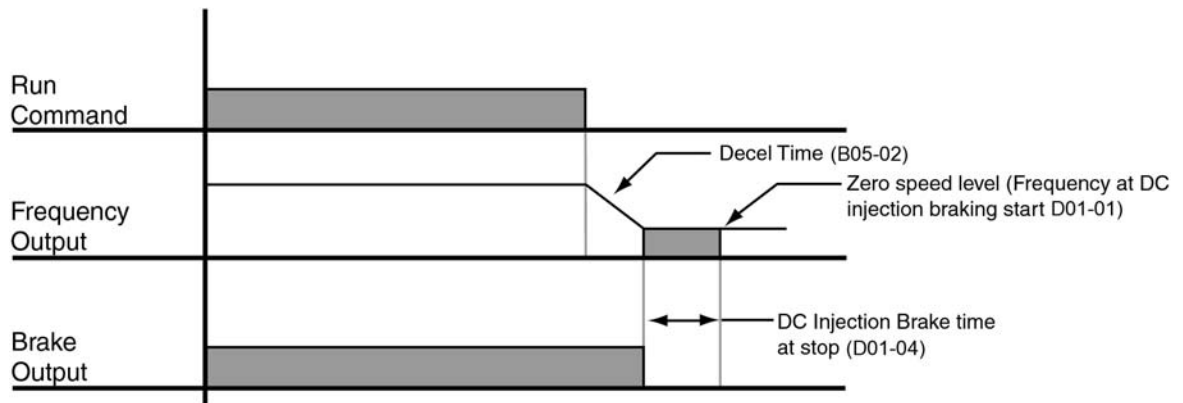 Run
Command
Decel Time (B05-02)
Zero speed level (Frequency at DC
injection braking start D01-01)
Frequency
Output
DC Injection Brake time
at stop (D01-04)
Brake
Output